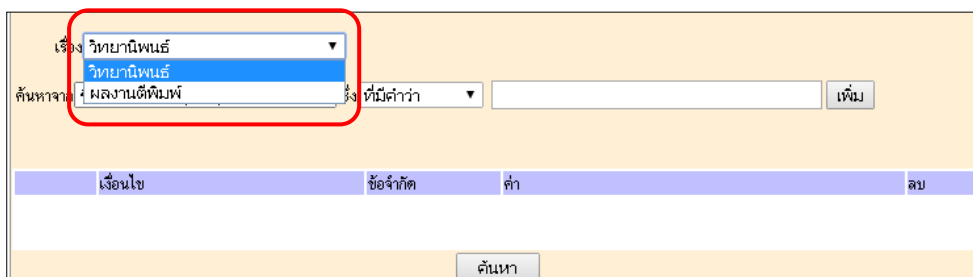 เรื่อง วิทยานิพนธ์
วิทยานิพนธ์
ผลงานตีพิมพ์
ค้นหาจาก ซึ่ง ที่มีคำว่า เพิ่ม
เงื่อนไข ข้อจำกัด ค่า ลบ
ค้นหา